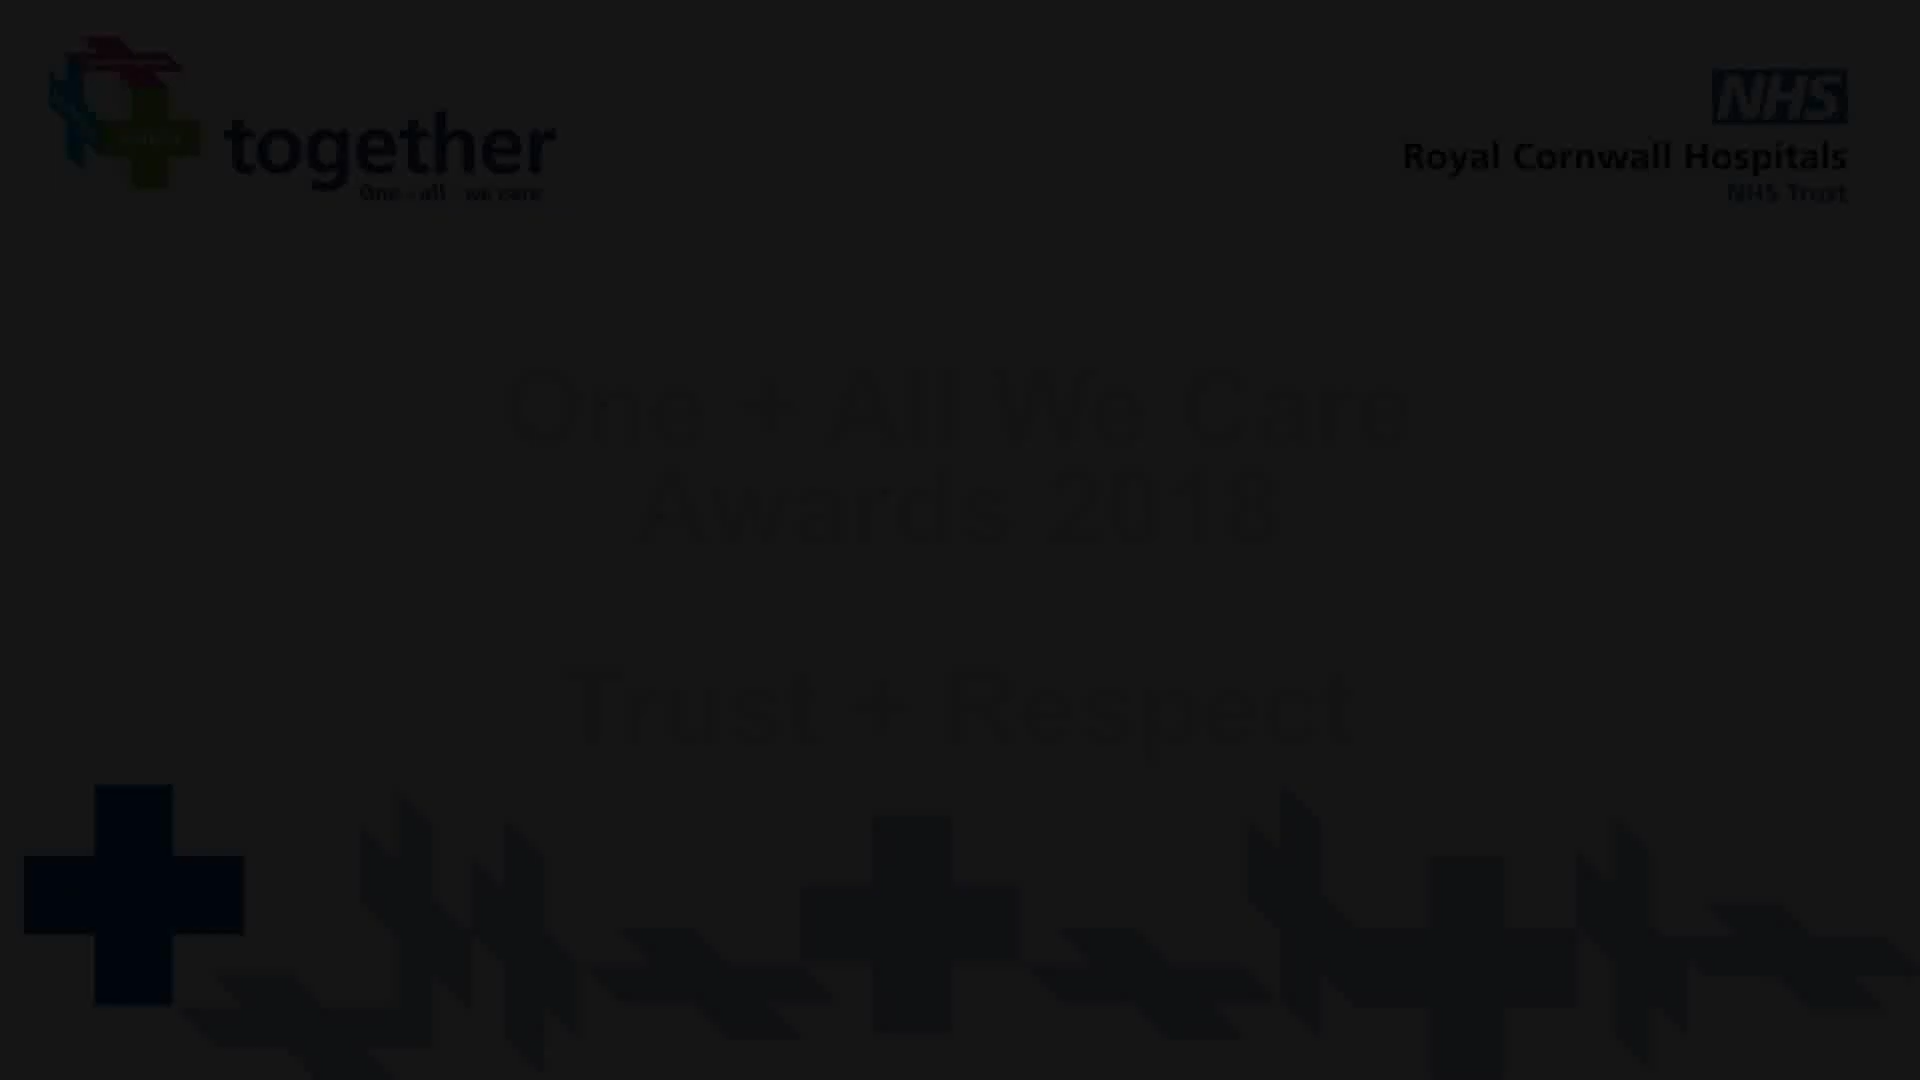 together
One + all | we care
NHS
Royal Cornwall Hospitals
NHS Trust
One + All We Care
Awards 2018
Trust + Respect